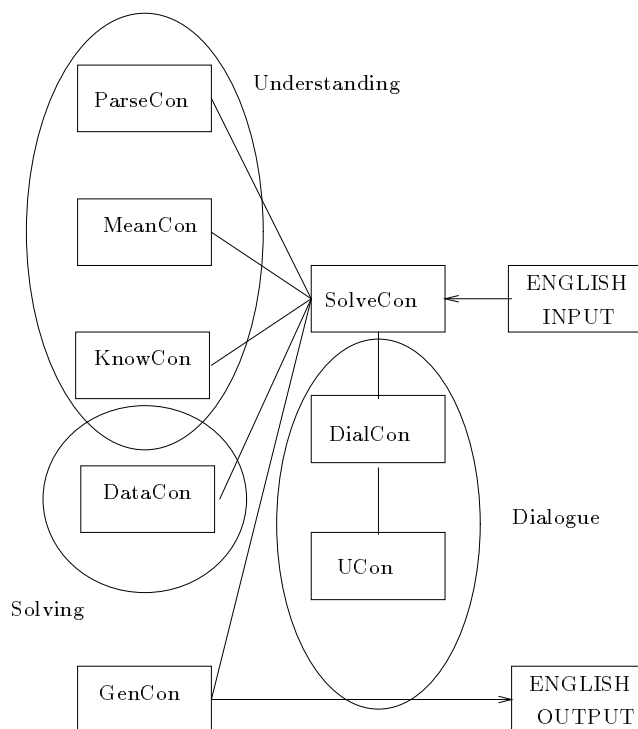 Understanding
ParseCon
MeanCon
SolveCon
ENGLISH
INPUT
KnowCon
DialCon
DataCon
Dialogue
UCon
Solving
GenCon
ENGLISH
OUTPUT